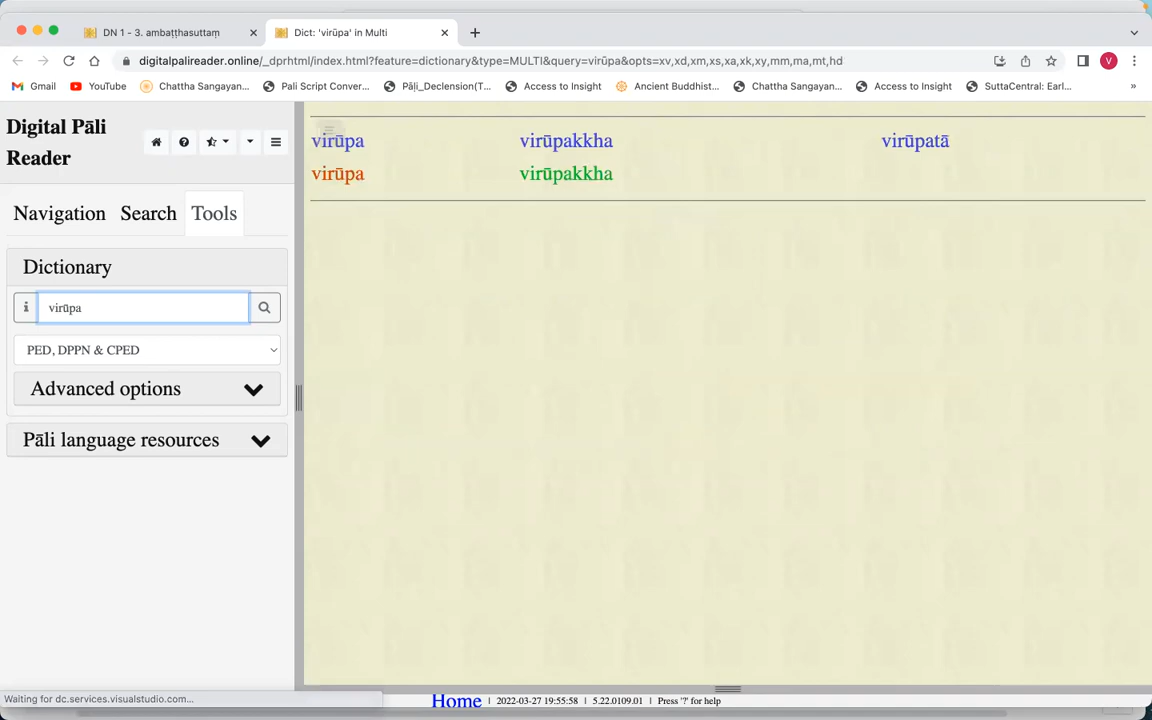 DN 1 - 3. ambaṭṭhasuttaṃ
Dict: 'virūpa' in Multi
digitalpalireader.online/_dprhtml/index.html?feature=dictionary&type=MULTI&query=virūpa&opts=xv,xd,xm,xs,xa,xk,xy,mm,ma,mt,hd
V
Gmail YouTube Chattha Sangayan... Pali Script Conver... Pāḷi_Declension(T... Access to Insight Ancient Buddhist... Chattha Sangayan... Access to Insight SuttaCentral: Earl... »
Digital Pāli
Reader
Navigation Search Tools
Dictionary
virūpa
PED, DPPN & CPED
Advanced options
Pāli language resources
virūpa virūpakkha virūpatā
virūpa virūpakkha
Waiting for dc.services.visualstudio.com...
Home | 2022-03-27 19:55:58 | 5.22.0109.01 | Press '?' for help